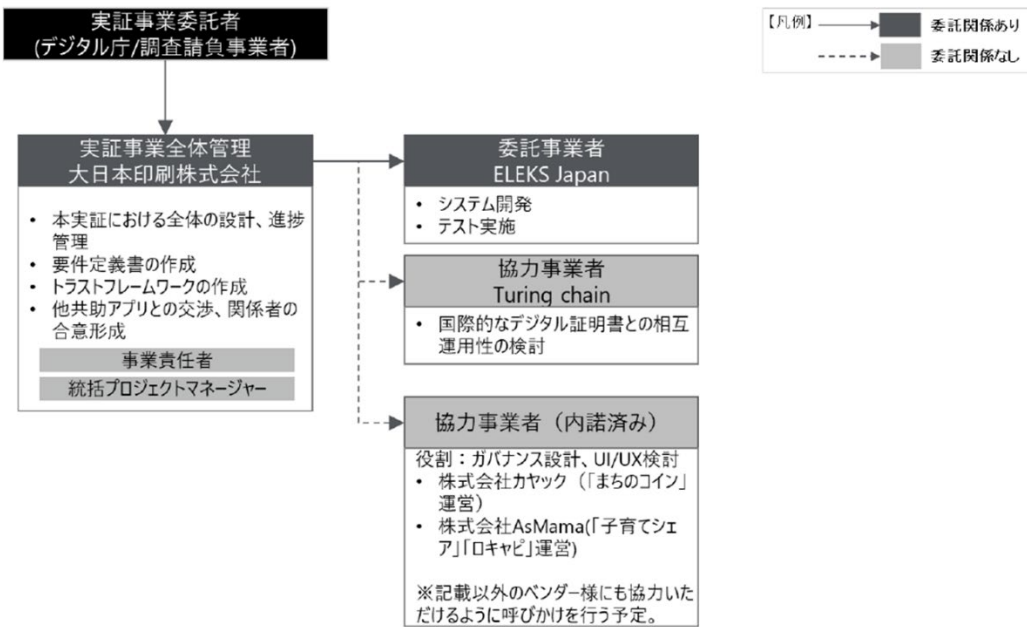 実証事業委託者
(デジタル庁/調査請負事業者)
【凡例】
委託関係あり
委託関係なし
実証事業全体管理
大日本印刷株式会社
• 本実証における全体の設計、進捗
管理
• 要件定義書の作成
• トラストフレームワークの作成
• 他共助アプリとの交渉、関係者の
合意形成
事業責任者
統括プロジェクトマネージャー
委託事業者
ELEKS Japan
• システム開発
• テスト実施
協力事業者
Turing chain
• 国際的なデジタル証明書との相互
運用性の検討
協力事業者（内諾済み）
役割：ガバナンス設計、UI/UX検討
• 株式会社カヤック（「まちのコイン」
運営）
• 株式会社AsMama(「子育てシェ
ア」「ロキャピ」運営)
※記載以外のベンダー様にも協力いた
だけるように呼びかけを行う予定。